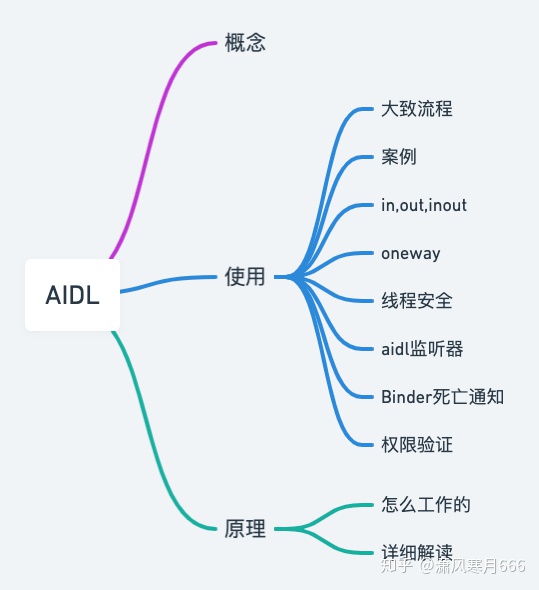 AIDL
概念
使用
大致流程
案例
in,out,inout
oneway
线程安全
aidl监听器
Binder死亡通知
权限验证
原理
怎么工作的
详细解读
知乎 @潇风寒月666